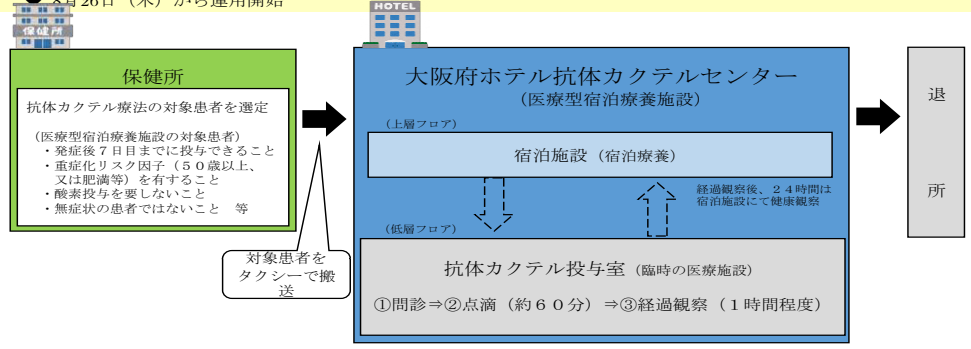 ● 8月26日（木）から運用開始
保健所
HOTEL
保健所
抗体カクテル療法の対象患者を選定
（医療型宿泊療養施設の対象患者）
・発症後７日目までに投与できること
・重症化リスク因子（５０歳以上、
又は肥満等）を有すること
・酸素投与を要しないこと
・無症状の患者ではないこと　等
対象患者を
タクシーで搬
送
大阪府ホテル抗体カクテルセンター
（医療型宿泊療養施設）
（上層フロア）
宿泊施設（宿泊療養）
経過観察後、２４時間は
宿泊施設にて健康観察
（低層フロア）
抗体カクテル投与室（臨時の医療施設）
①問診⇒②点滴（約６０分）⇒③経過観察（１時間程度）
退
所